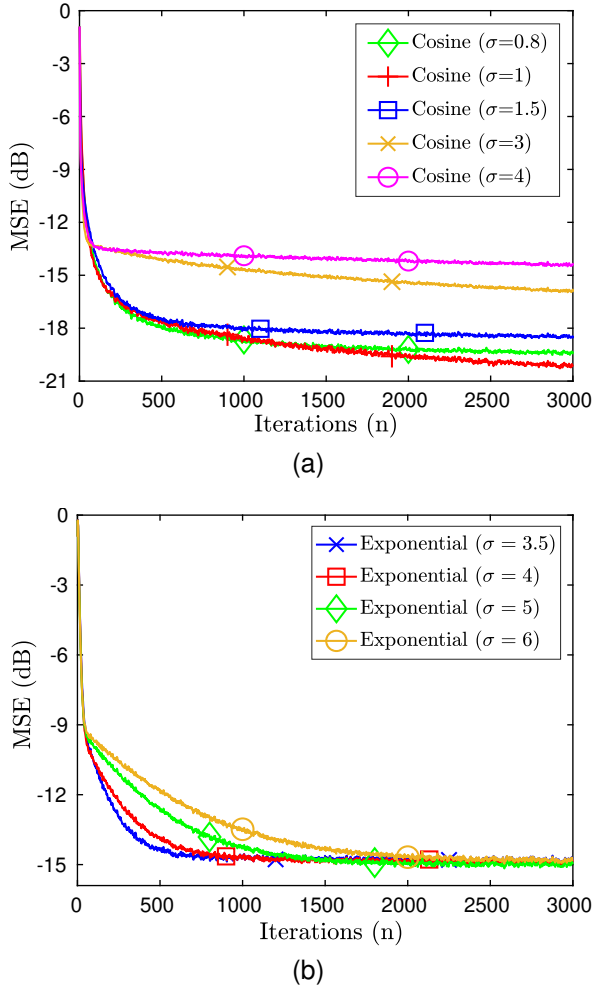 0
-3
-6
-9
-12
-15
-18
-21
MSE (dB)
Cosine (σ=0.8)
Cosine (σ=1)
Cosine (σ=1.5)
Cosine (σ=3)
Cosine (σ=4)
0 500 1000 1500 2000 2500 3000
Iterations (n)
(a)
0
-3
-6
-9
-12
-15
MSE (dB)
Exponential (σ = 3.5)
Exponential (σ = 4)
Exponential (σ = 5)
Exponential (σ = 6)
0 500 1000 1500 2000 2500 3000
Iterations (n)
(b)